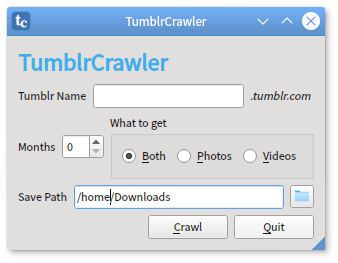 tc TumblrCrawler
TumblrCrawler
Tumblr Name .tumblr.com
What to get
Months 0
Both Photos Videos
Save Path /home/Downloads
Crawl Quit